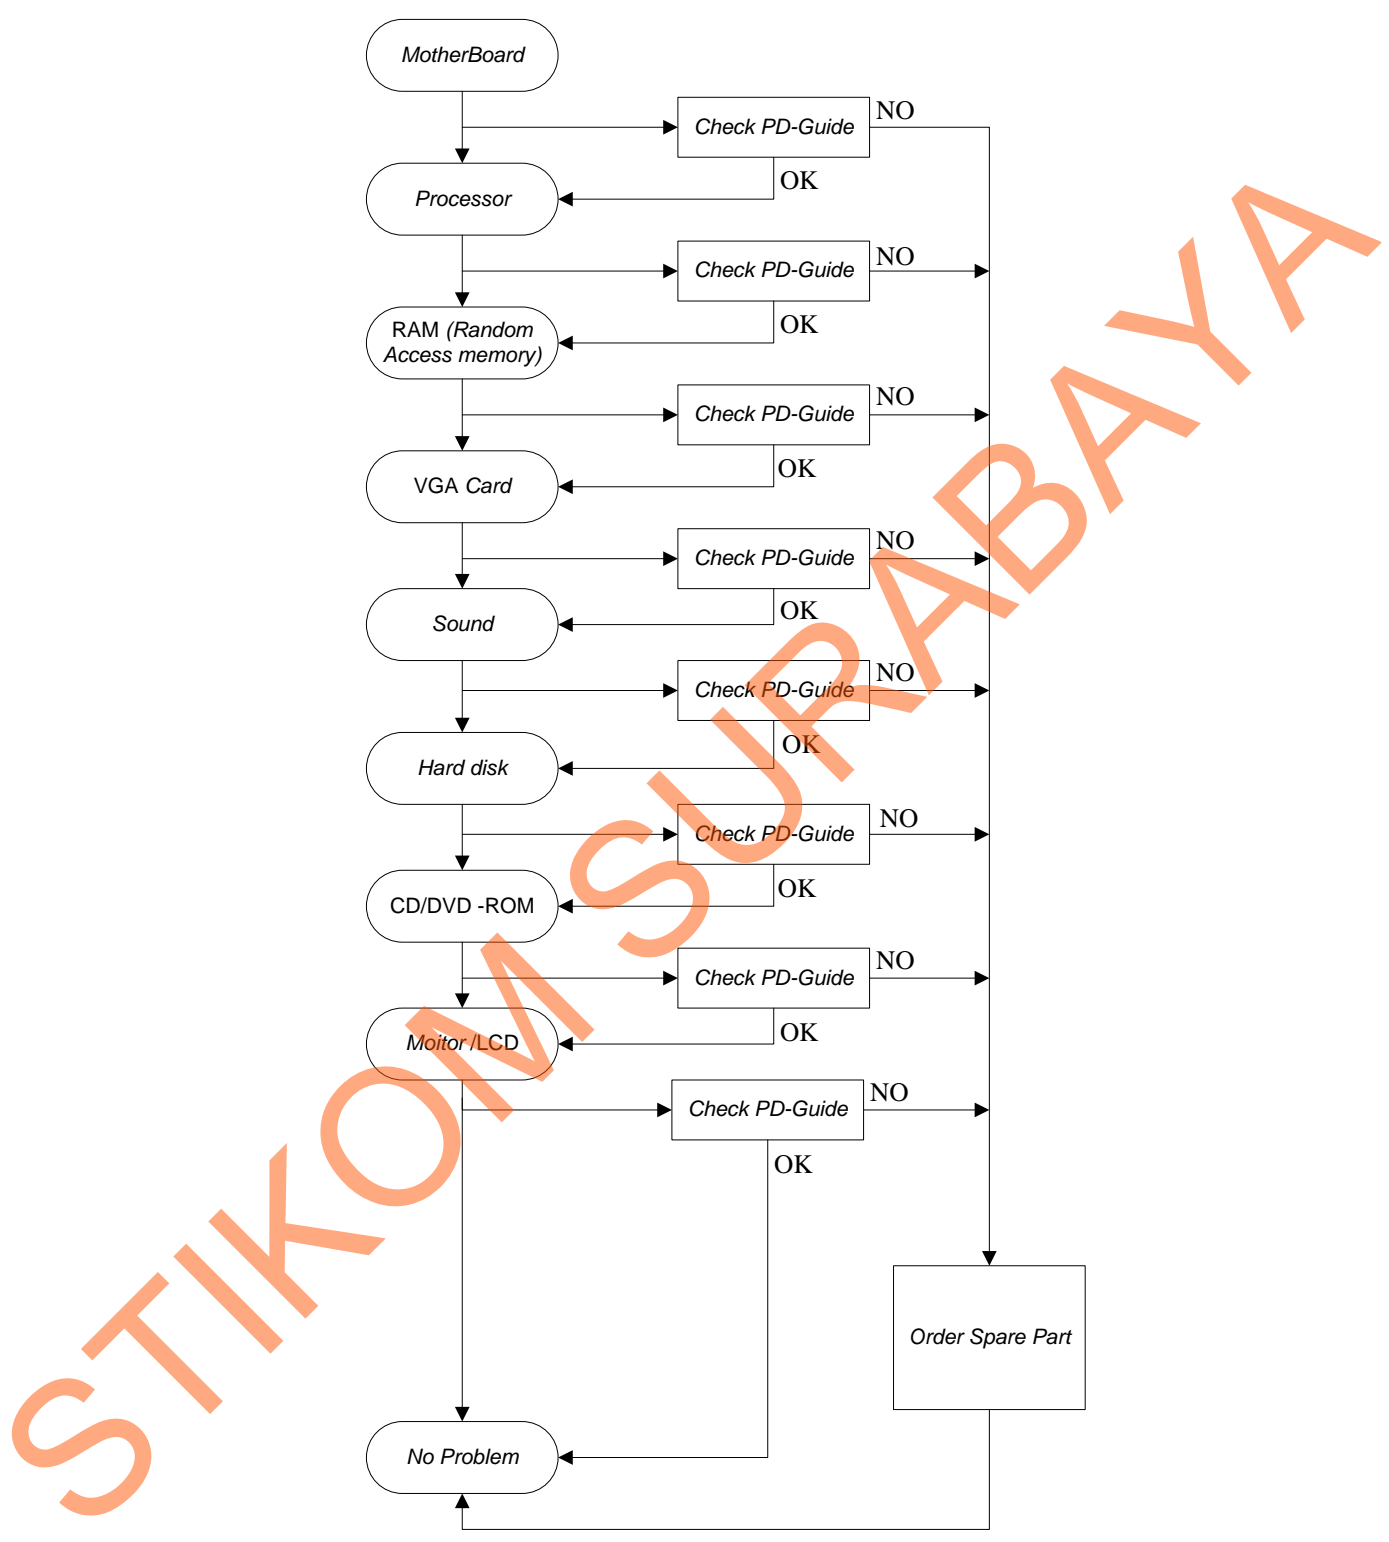 MotherBoard
Check PD-Guide
NO
OK
Processor
Check PD-Guide
NO
OK
RAM (Random
Access memory)
Check PD-Guide
NO
OK
VGA Card
Check PD-Guide
NO
OK
Sound
Check PD-Guide
NO
OK
Hard disk
Check PD-Guide
NO
OK
CD/DVD -ROM
Check PD-Guide
NO
OK
Moitor /LCD
Check PD-Guide
NO
OK
Order Spare Part
No Problem
STIKOM SURABAYA